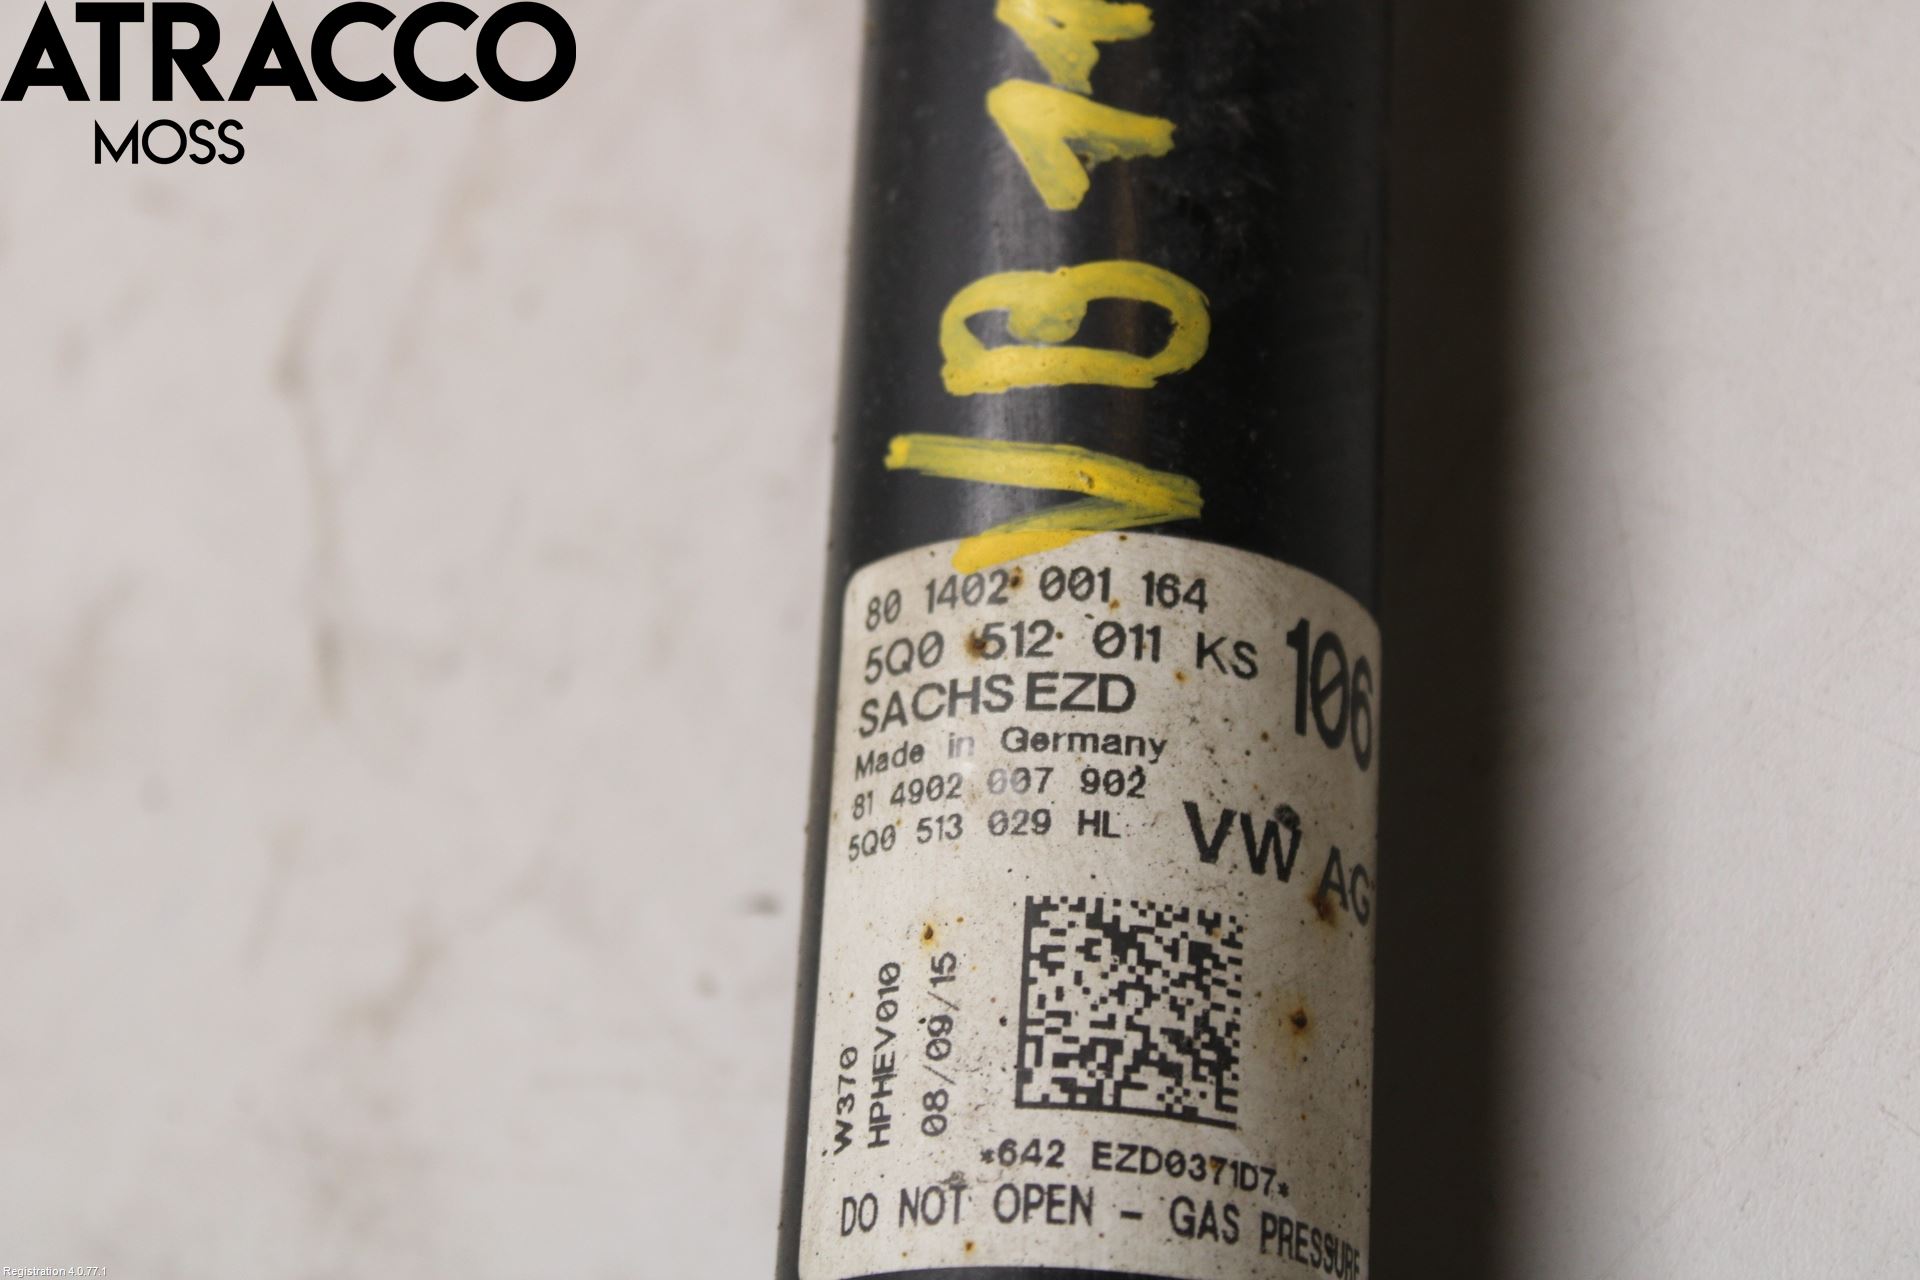 ATRACCO
MOSS
80 1402 001 164
5Q0 512 011 KS
106
SACHS EZD
Made in Germany
81 4902 007 902
5Q0 513 029 HL
VW AG
W370
HPHEV010
08/09/15
*642 EZD0371D7*
DO NOT OPEN - GAS PRESSURE
Registration 4.0.77.1